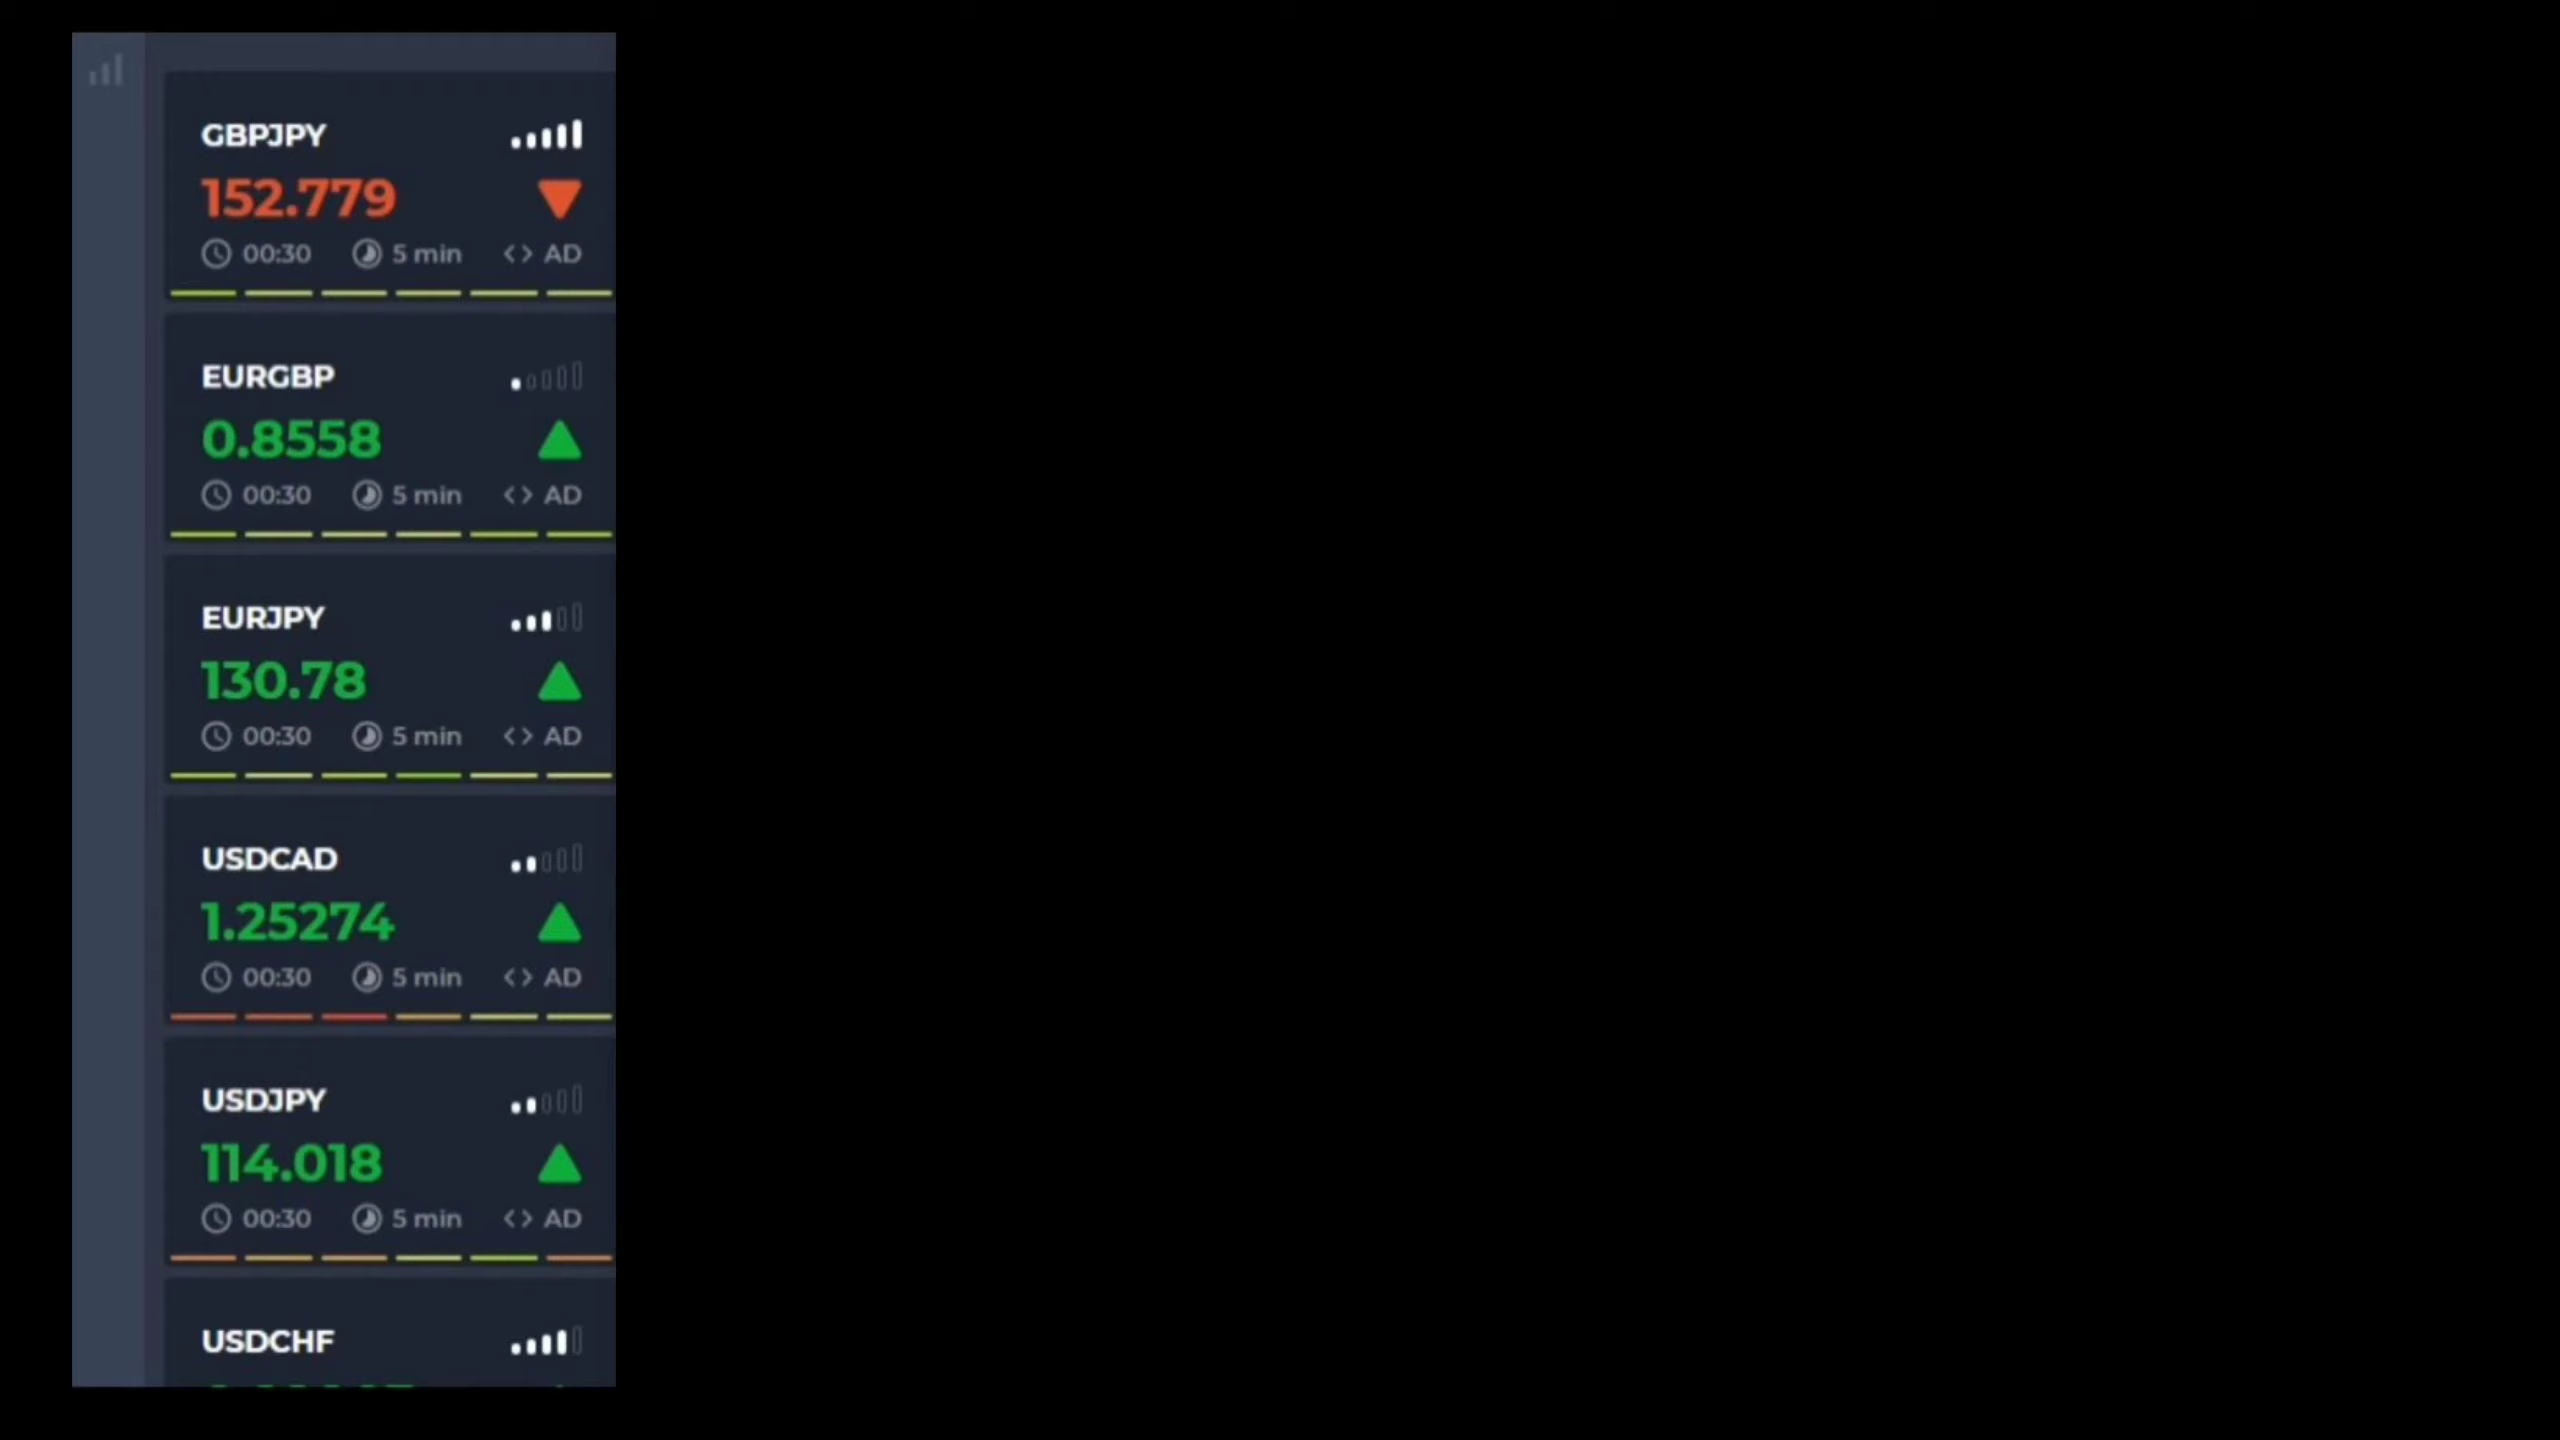 GBPJPY
152.779
00:30 5 min <> AD
EURGBP
0.8558
00:30 5 min <> AD
EURJPY
130.78
00:30 5 min <> AD
USDCAD
1.25274
00:30 5 min <> AD
USDJPY
114.018
00:30 5 min <> AD
USDCHF